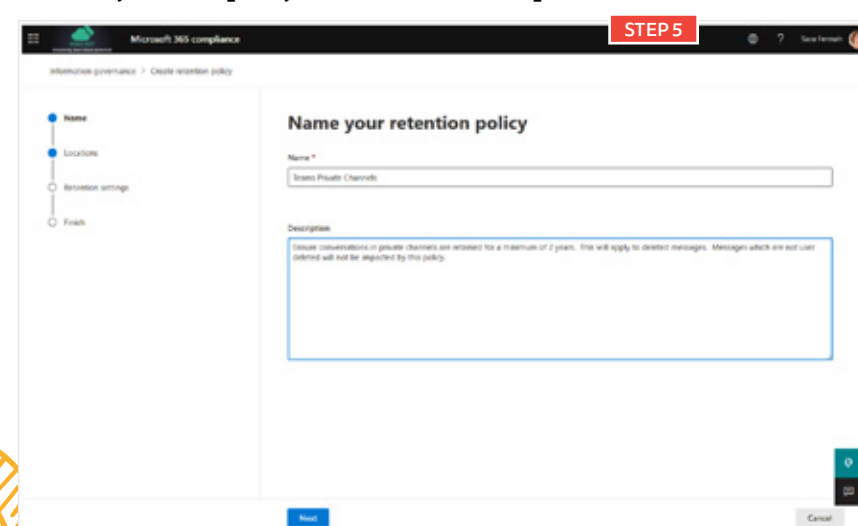 STEP 5
Microsoft 365 compliance
?
Information governance > Create retention policy
Name
Locations
Retention settings
Finish
Name your retention policy
Name *
Teams Private Channels
Description
Ensure conversations in private channels are retained for a maximum of 2 years. This will apply to deleted messages. Messages which are not user
deleted will not be impacted by this policy.
Next
Cancel